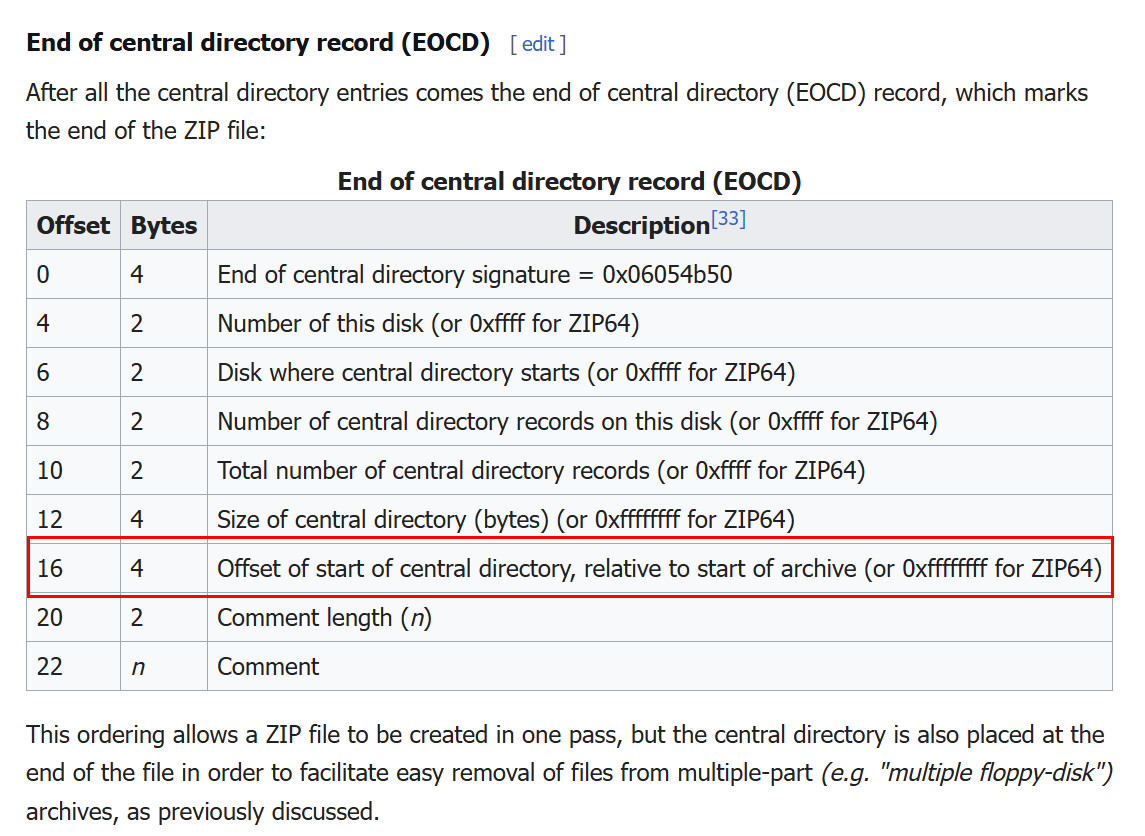 End of central directory record (EOCD) [ edit ]
After all the central directory entries comes the end of central directory (EOCD) record, which marks
the end of the ZIP file:
End of central directory record (EOCD)
Offset Bytes Description[33]
0 4 End of central directory signature = 0x06054b50
4 2 Number of this disk (or 0xffff for ZIP64)
6 2 Disk where central directory starts (or 0xffff for ZIP64)
8 2 Number of central directory records on this disk (or 0xffff for ZIP64)
10 2 Total number of central directory records (or 0xffff for ZIP64)
12 4 Size of central directory (bytes) (or 0xffffffff for ZIP64)
16 4 Offset of start of central directory, relative to start of archive (or 0xffffffff for ZIP64)
20 2 Comment length (n)
22 n Comment
This ordering allows a ZIP file to be created in one pass, but the central directory is also placed at the
end of the file in order to facilitate easy removal of files from multiple-part (e.g. "multiple floppy-disk")
archives, as previously discussed.